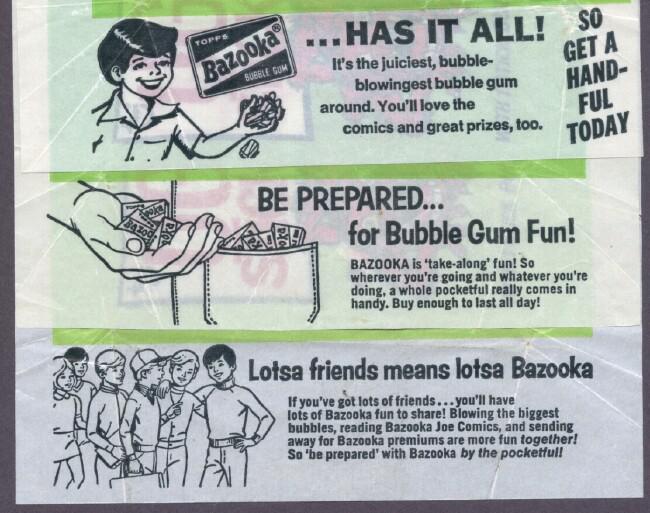 TOPPS
Bazooka®
BUBBLE GUM
...HAS IT ALL!
It's the juiciest, bubble-
blowingest bubble gum
around. You'll love the
comics and great prizes, too.
SO
GET A
HAND-
FUL
TODAY
BE PREPARED...
for Bubble Gum Fun!
BAZOOKA is 'take-along' fun! So
wherever you're going and whatever you're
doing, a whole pocketful really comes in
handy. Buy enough to last all day!
Lotsa friends means lotsa Bazooka
If you've got lots of friends...you'll have
lots of Bazooka fun to share! Blowing the biggest
bubbles, reading Bazooka Joe Comics, and sending
away for Bazooka premiums are more fun together!
So 'be prepared' with Bazooka by the pocketful!